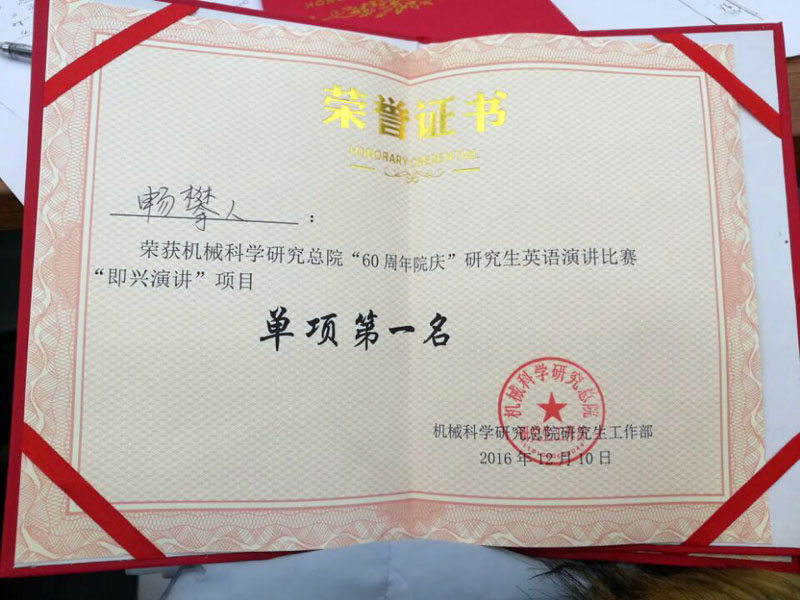 荣誉证书
HONORARY CREDENTIAL
畅攀人：
荣获机械科学研究总院“60周年院庆”研究生英语演讲比赛
“即兴演讲”项目
单项第一名
机械科学研究总院
机械科学研究总院研究生工作部
2016年12月10日